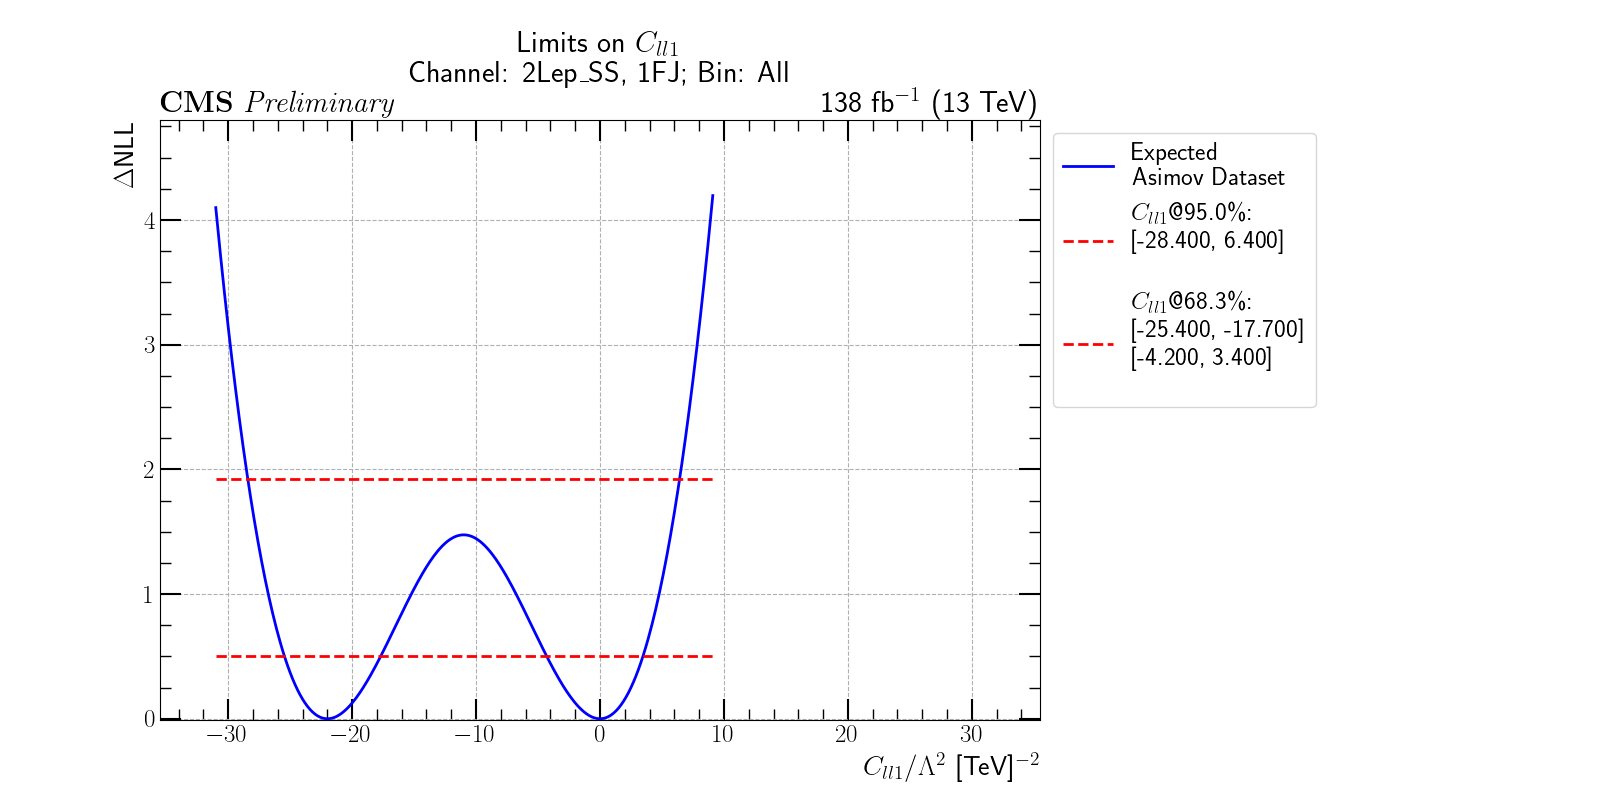 Limits on C_{ll1}
Channel: 2Lep_SS, 1FJ; Bin: All
CMS Preliminary
138 fb^{-1} (13 TeV)
ΔNLL
4
3
2
1
0
−30
−20
−10
0
10
20
30
C_{ll1}/Λ^2 [TeV]^{-2}
Expected
Asimov Dataset
C_{ll1}@95.0%:
[-28.400, 6.400]
C_{ll1}@68.3%:
[-25.400, -17.700]
[-4.200, 3.400]